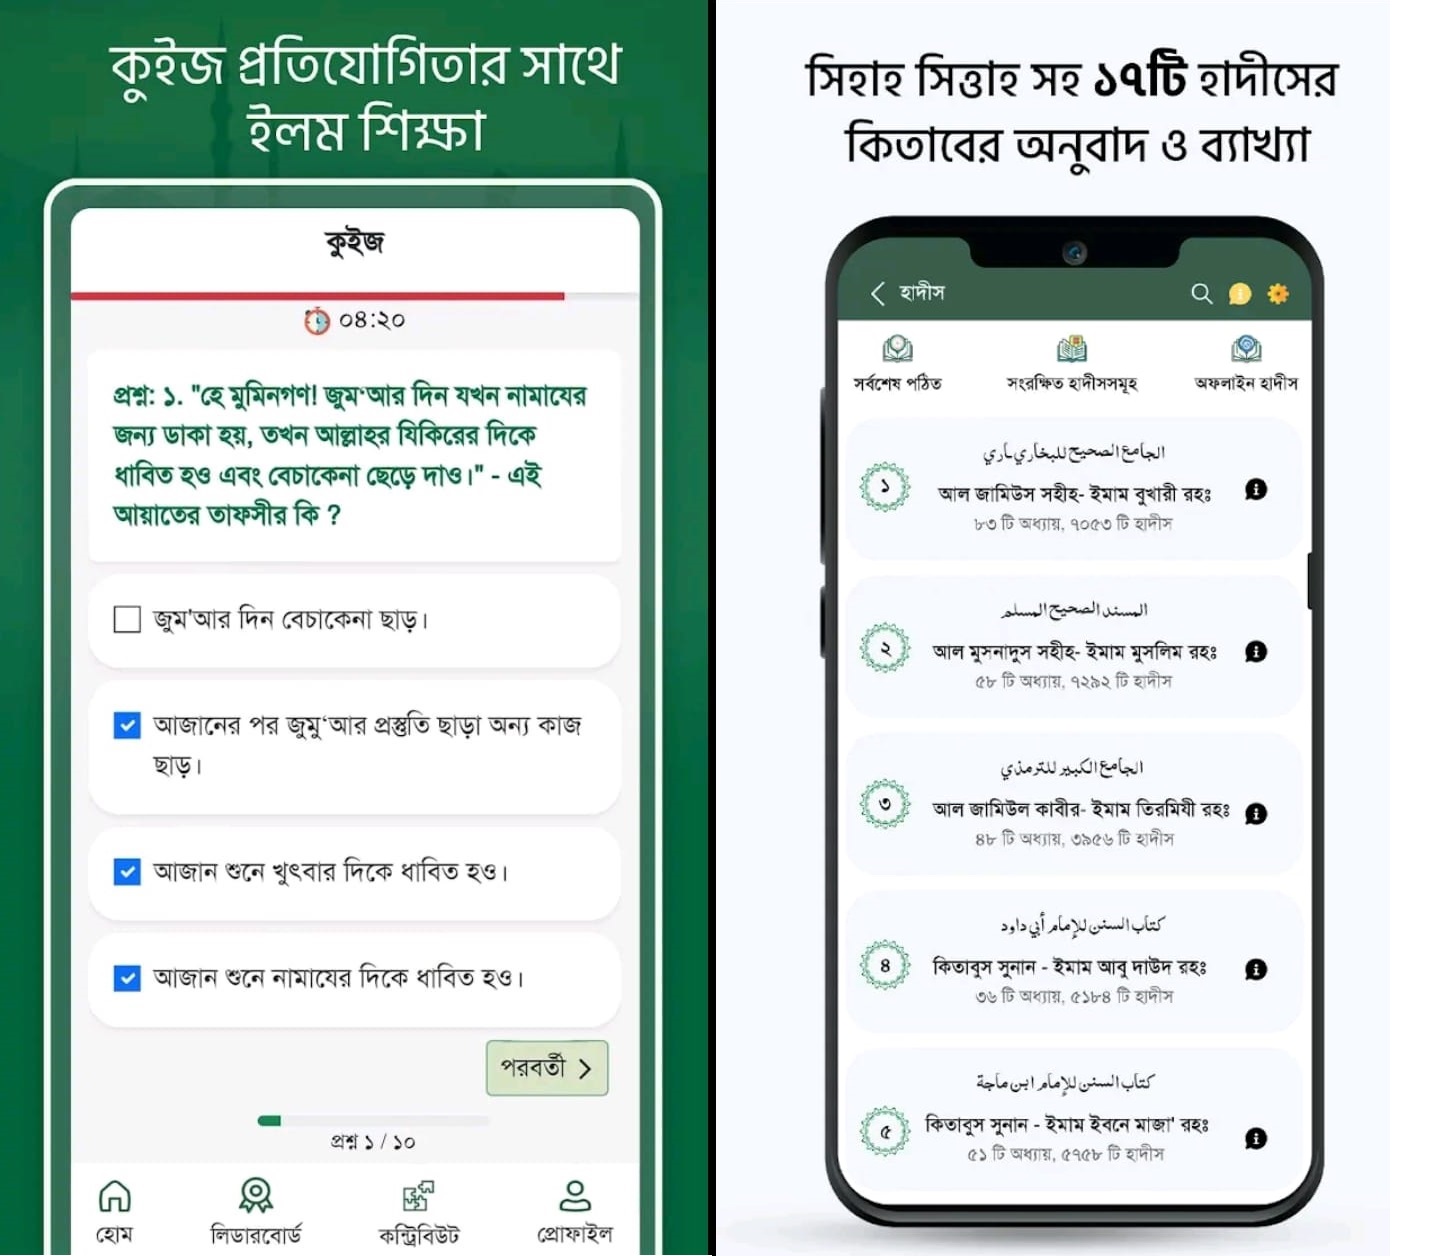 কুইজ প্রতিযোগিতার সাথে
ইলম শিক্ষা
কুইজ
০৪:২০
প্রশ্ন: ১. "হে মুমিনগণ! জুম‘আর দিন যখন নামাযের
জন্য ডাকা হয়, তখন আল্লাহর যিকিরের দিকে
ধাবিত হও এবং বেচাকেনা ছেড়ে দাও।" - এই
আয়াতের তাফসীর কি ?
জুম'আর দিন বেচাকেনা ছাড়।
আজানের পর জুমু‘আর প্রস্তুতি ছাড়া অন্য কাজ
ছাড়।
আজান শুনে খুৎবার দিকে ধাবিত হও।
আজান শুনে নামাযের দিকে ধাবিত হও।
পরবর্তী >
প্রশ্ন ১ / ১০
হোম লিডারবোর্ড কন্ট্রিবিউট প্রোফাইল
সিহাহ সিত্তাহ সহ ১৭টি হাদীসের
কিতাবের অনুবাদ ও ব্যাখ্যা
হাদীস
সর্বশেষ পঠিত সংরক্ষিত হাদীসসমূহ অফলাইন হাদীস
الجامع الصحيح للبخاري
১
আল জামিউস সহীহ- ইমাম বুখারী রহঃ
৮৩ টি অধ্যায়, ৭০৫৩ টি হাদীস
المسند الصحيح المسلم
২
আল মুসনাদুস সহীহ- ইমাম মুসলিম রহঃ
৫৮ টি অধ্যায়, ৭২৯২ টি হাদীস
الجامع الكبير للترمذي
৩
আল জামিউল কাবীর- ইমাম তিরমিযী রহঃ
৪৮ টি অধ্যায়, ৩৯৫৬ টি হাদীস
كتاب السنن للإمام أبي داود
৪
কিতাবুস সুনান - ইমাম আবু দাউদ রহঃ
৩৬ টি অধ্যায়, ৫১৮৪ টি হাদীস
كتاب السنن للإمام ابن ماجة
৫
কিতাবুস সুনান - ইমাম ইবনে মাজা' রহঃ
৫১ টি অধ্যায়, ৫৭৫৮ টি হাদীস